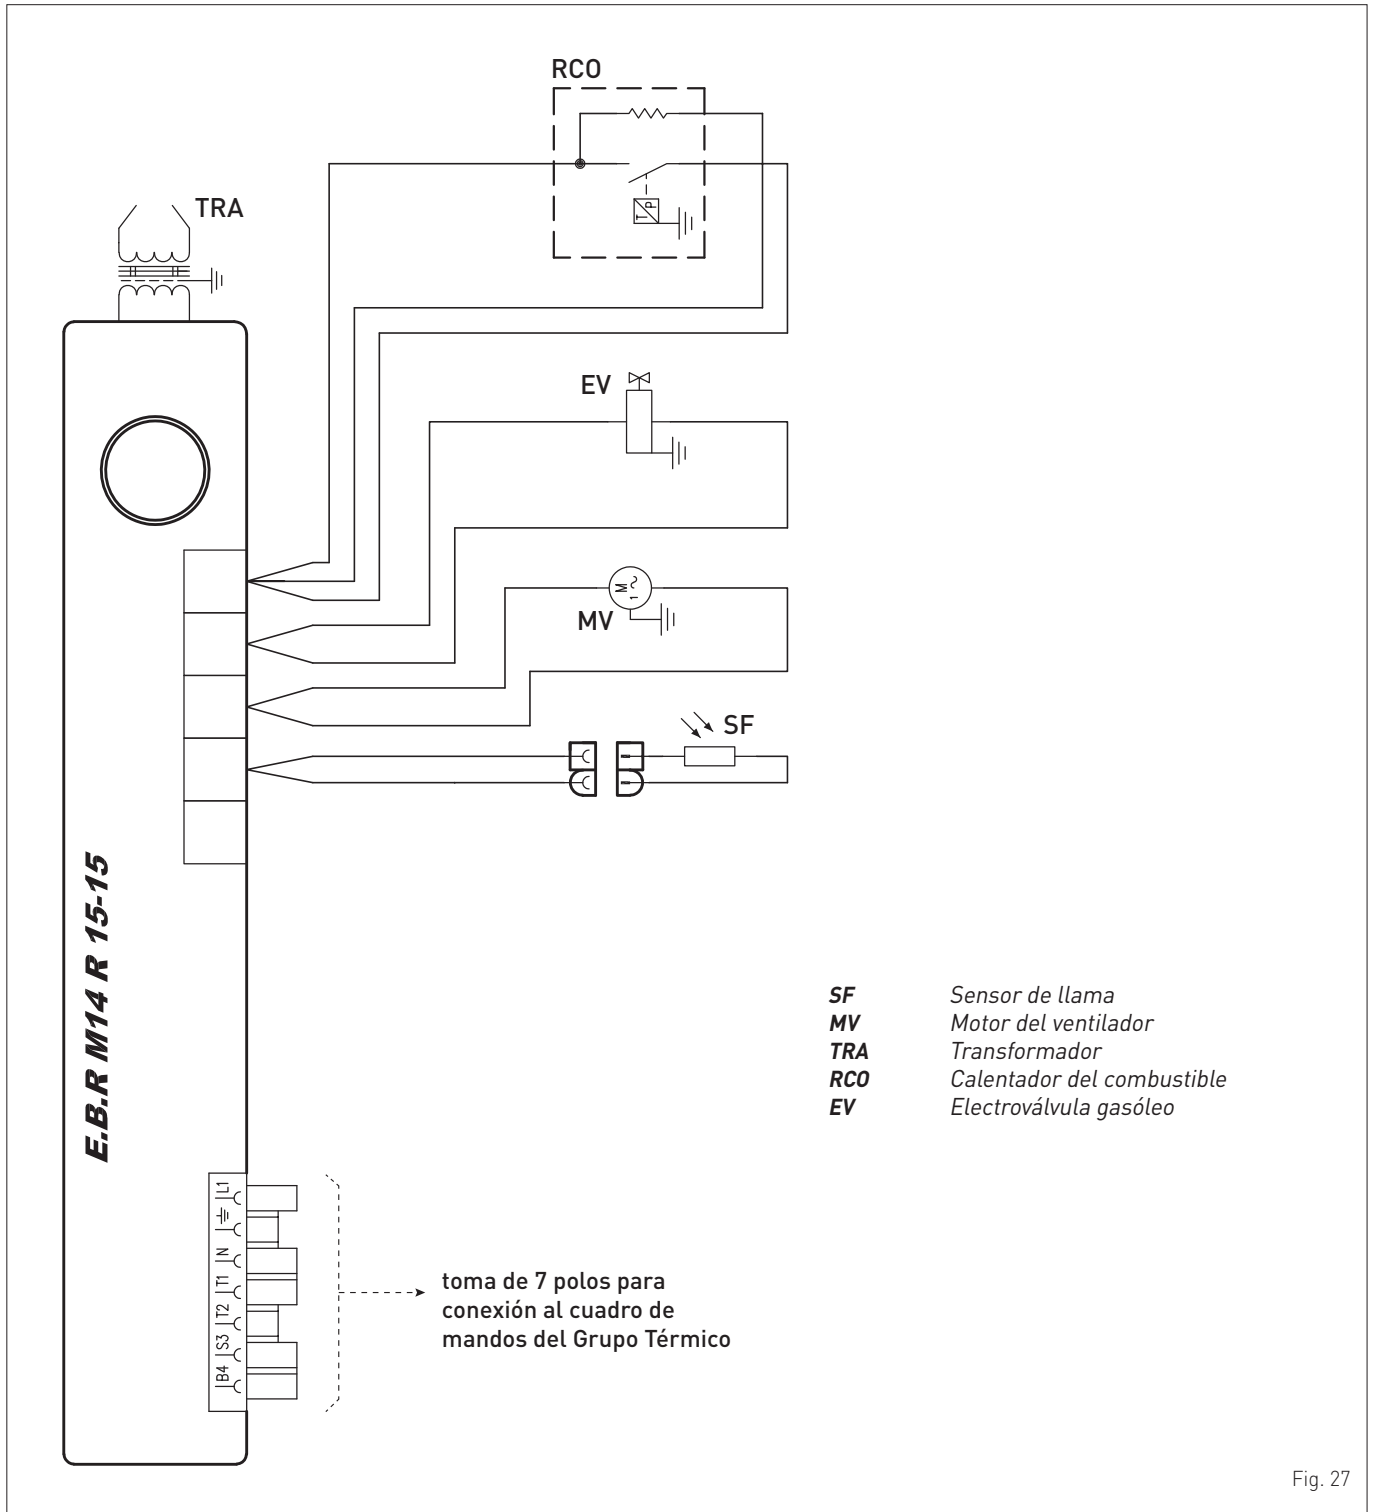 RCO
TRA
T
P
EV
M
1 ~
MV
SF
E.B.R M14 R 15-15
SF Sensor de llama
MV Motor del ventilador
TRA Transformador
RCO Calentador del combustible
EV Electroválvula gasóleo
L1
N
T1
T2
S3
B4
toma de 7 polos para
conexión al cuadro de
mandos del Grupo Térmico
Fig. 27